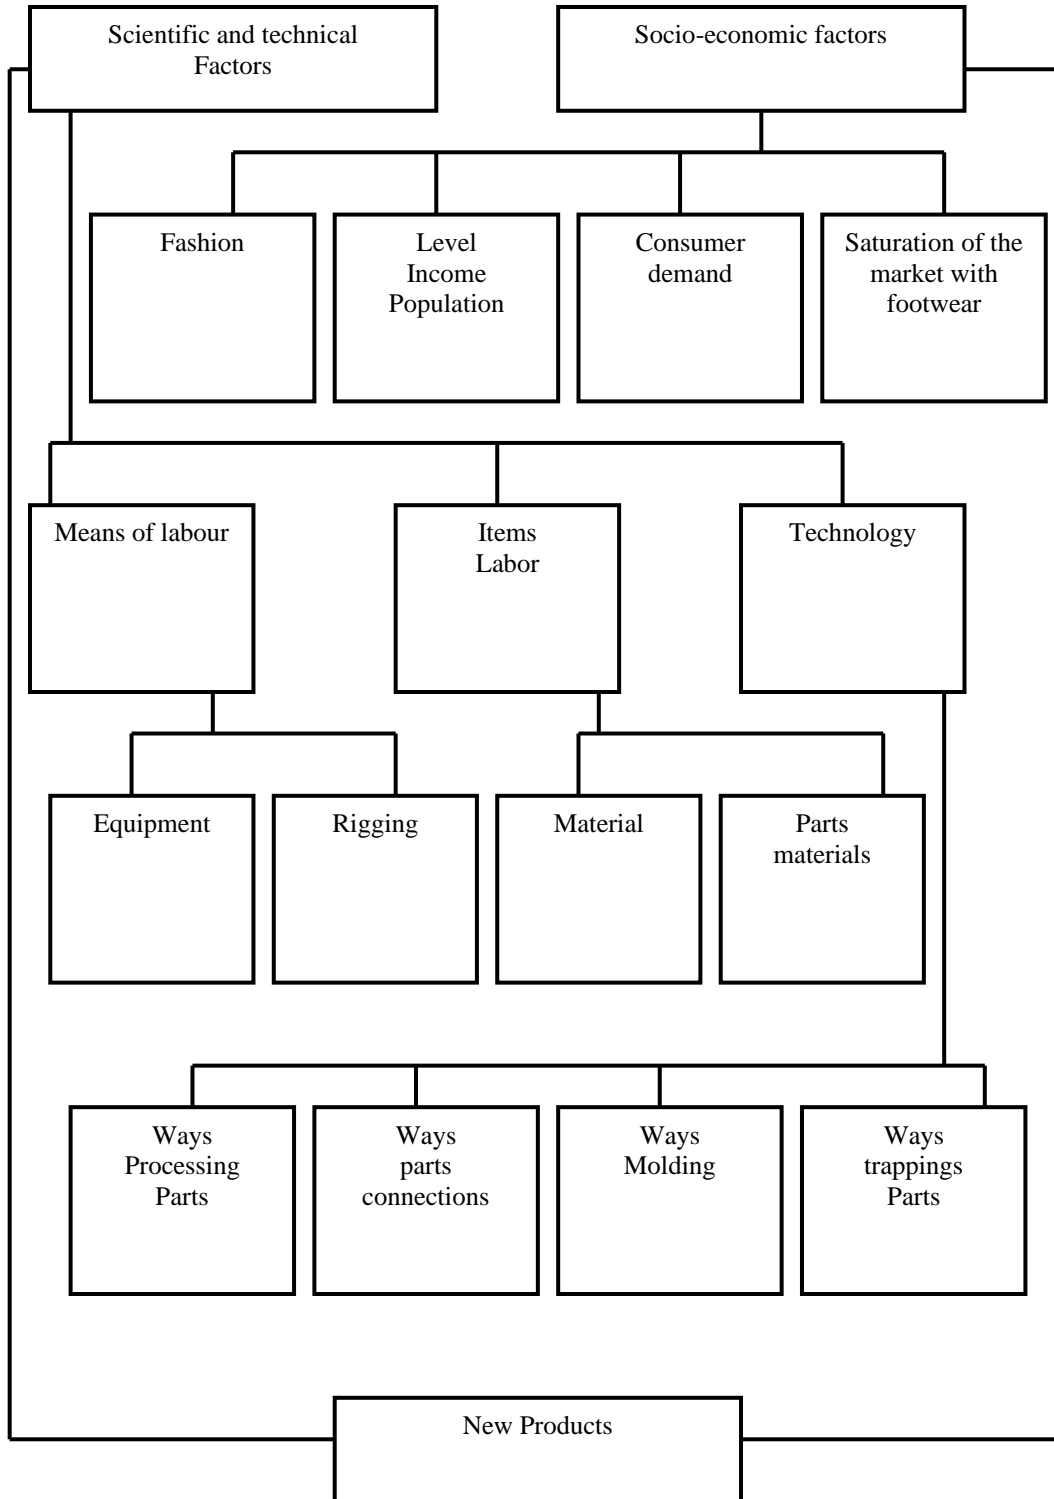 Scientific and technical
Factors
Socio-economic factors
Fashion
Level
Income
Population
Consumer
demand
Saturation of the
market with
footwear
Means of labour
Items
Labor
Technology
Equipment
Rigging
Material
Parts
materials
Ways
Processing
Parts
Ways
parts
connections
Ways
Molding
Ways
trappings
Parts
New Products